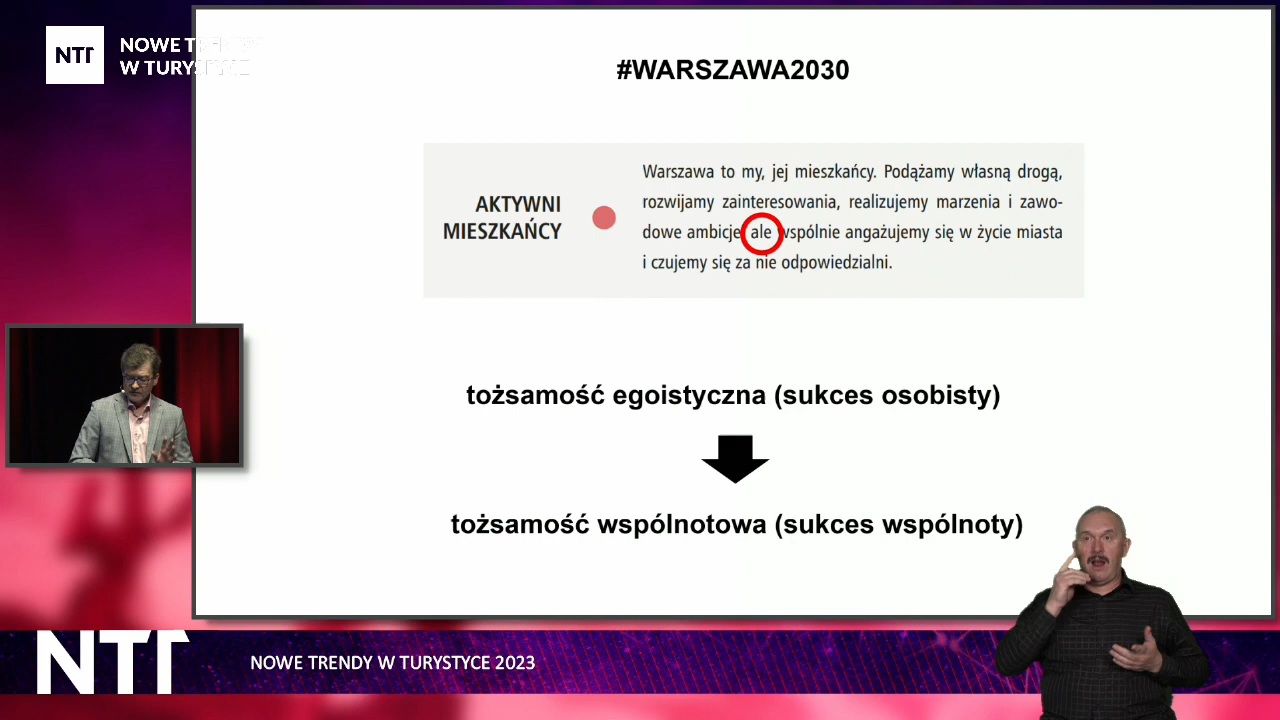 NTT
NOWE TRENDY
W TURYSTYCE
#WARSZAWA2030
AKTYWNI
MIESZKAŃCY
Warszawa to my, jej mieszkańcy. Podążamy własną drogą,
rozwijamy zainteresowania, realizujemy marzenia i zawo-
dowe ambicje, ale wspólnie angażujemy się w życie miasta
i czujemy się za nie odpowiedzialni.
tożsamość egoistyczna (sukces osobisty)
tożsamość wspólnotowa (sukces wspólnoty)
NTT
NOWE TRENDY W TURYSTYCE 2023